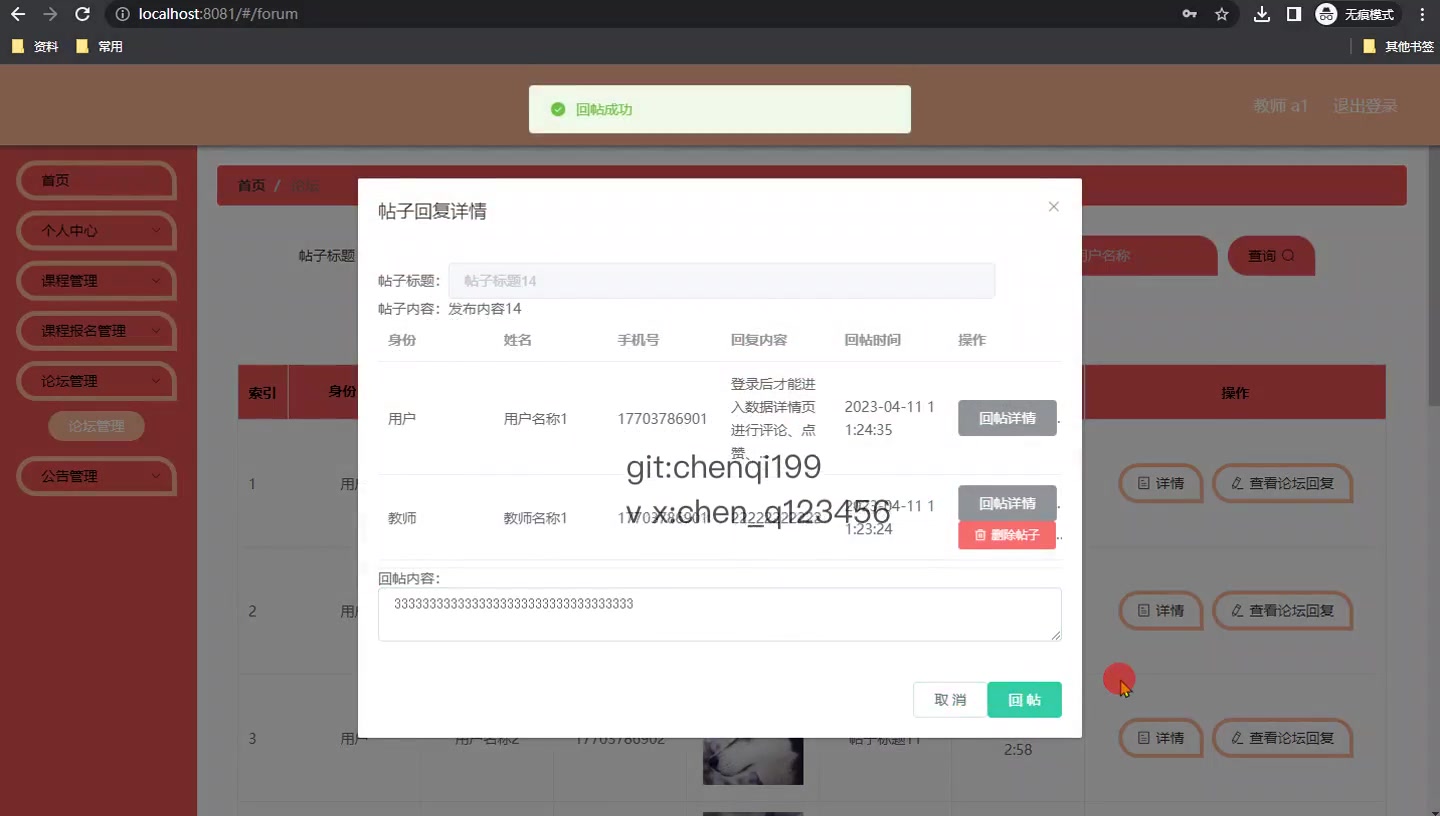 localhost:8081/#/forum
无痕模式
资料
常用
其他书签
回帖成功
教师 a1
退出登录
首页
个人中心
课程管理
课程报名管理
论坛管理
论坛管理
公告管理
首页 / 论坛
帖子标题
用户名称
查询
索引
身份
操作
1
用户
详情
查看论坛回复
2
用户
详情
查看论坛回复
3
用户
用户名称2
17703786902
帖子标题11
2:58
详情
查看论坛回复
帖子回复详情
帖子标题：
帖子标题14
帖子内容：发布内容14
身份 姓名 手机号 回复内容 回帖时间 操作
用户 用户名称1 17703786901
登录后才能进
入数据详情页
进行评论、点
赞、
2023-04-11 1
1:24:35
回帖详情
教师 教师名称1 17703786901 22222222222
2023-04-11 1
1:23:24
回帖详情
删除帖子
git:chenqi199
v x:chen_q123456
回帖内容：
取 消
回 帖